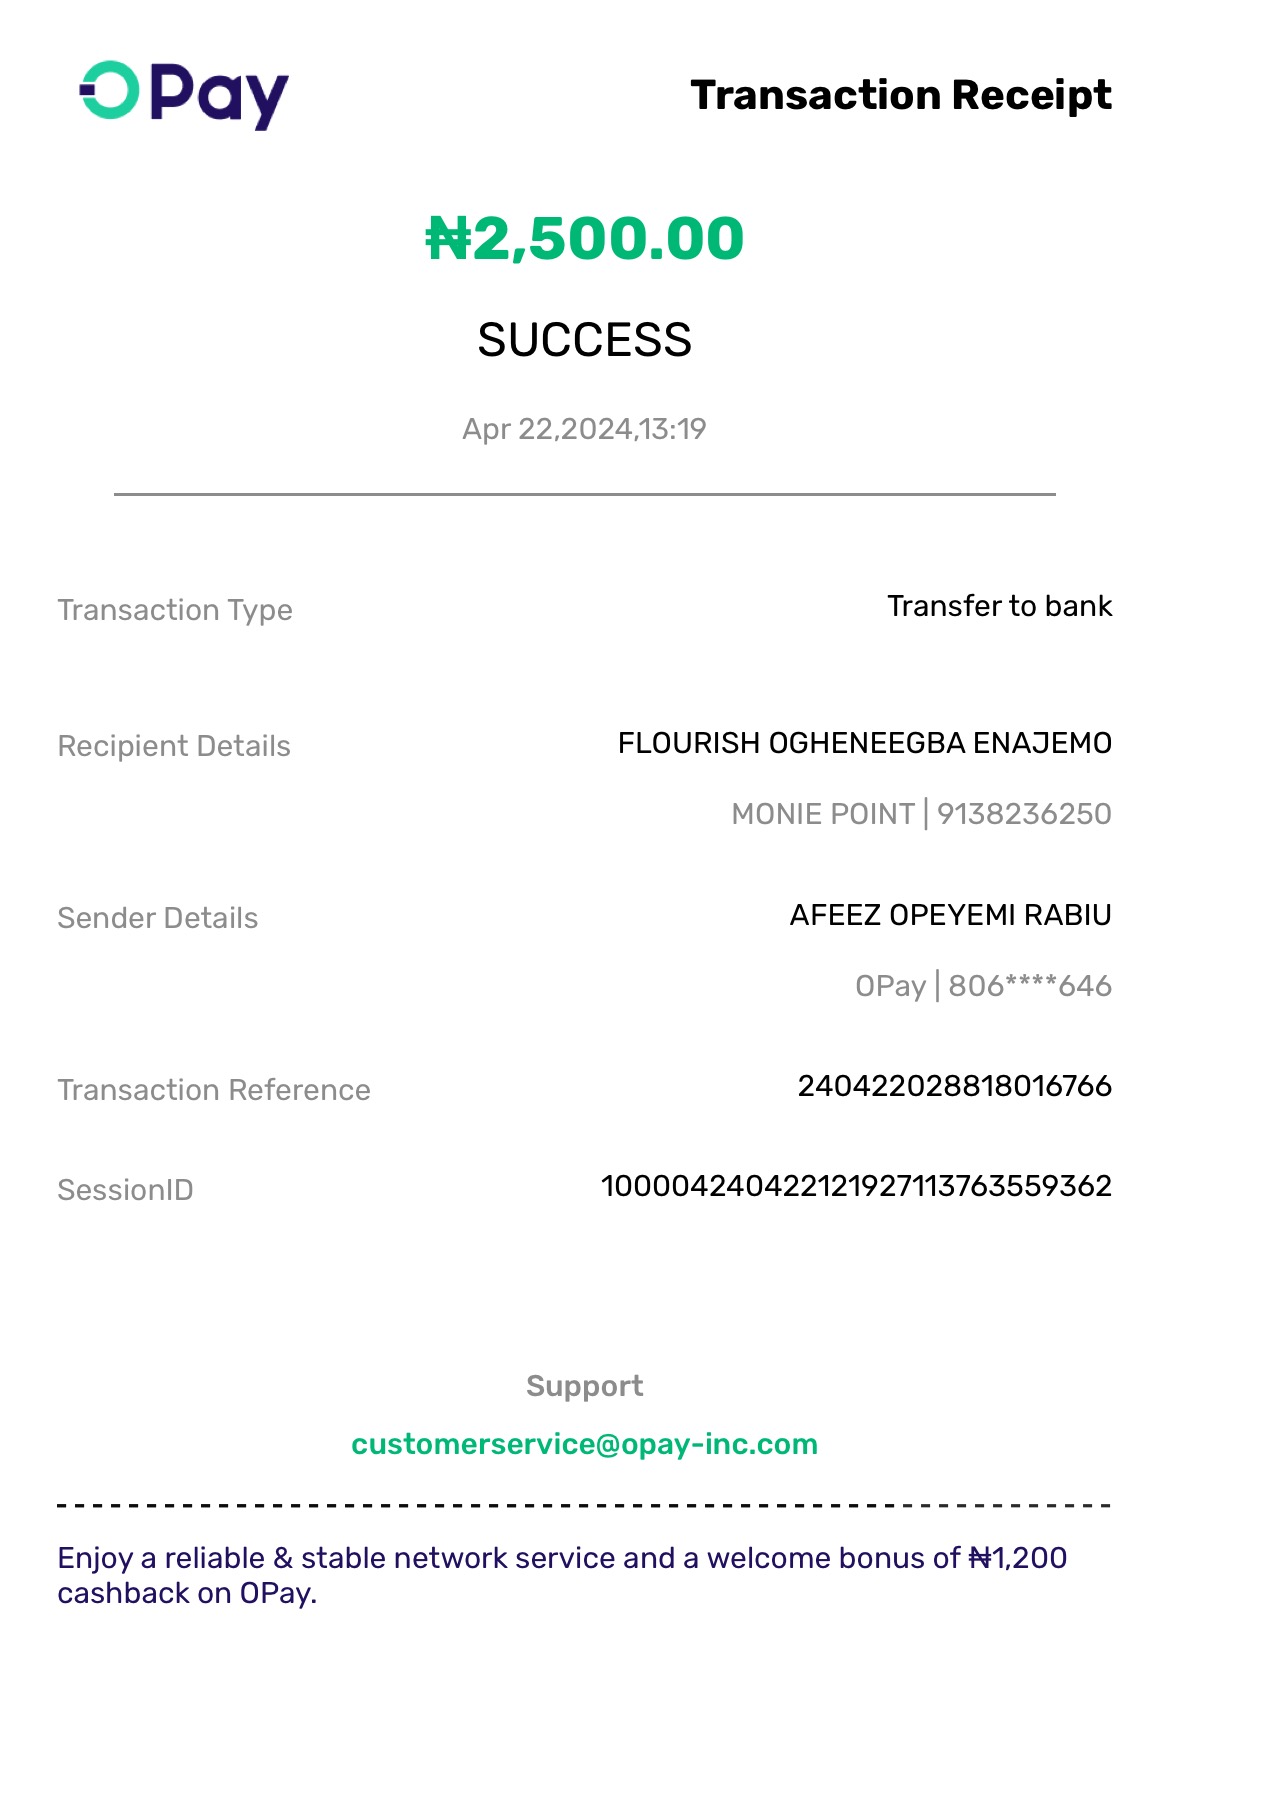 OPay
Transaction Receipt
₦2,500.00
SUCCESS
Apr 22,2024,13:19
Transaction Type
Transfer to bank
Recipient Details
FLOURISH OGHENEEGBA ENAJEMO
MONIE POINT | 9138236250
Sender Details
AFEEZ OPEYEMI RABIU
OPay | 806****646
Transaction Reference
240422028818016766
SessionID
100004240422121927113763559362
Support
customerservice@opay-inc.com
Enjoy a reliable & stable network service and a welcome bonus of ₦1,200
cashback on OPay.